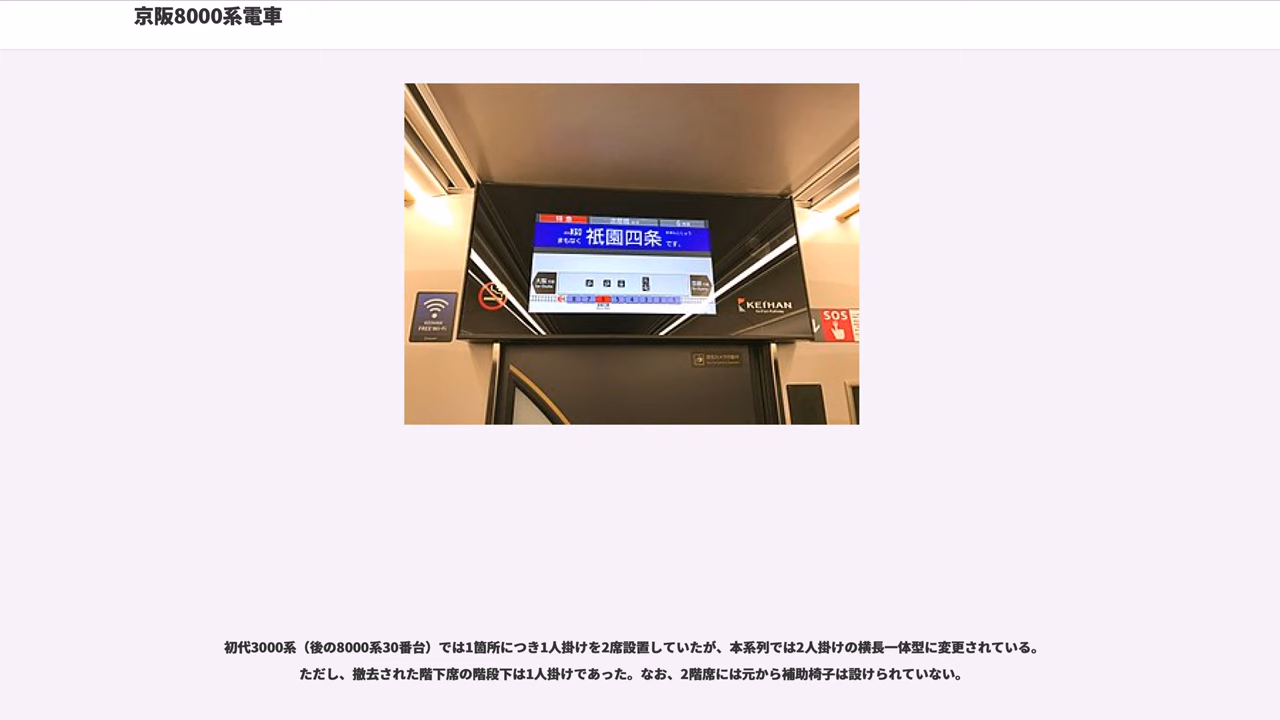 京阪8000系電車
特急
まもなく 祇園四条 です。
大阪
京都
KEIHAN
FREE Wi-Fi
SOS
初代3000系（後の8000系30番台）では1箇所につき1人掛けを2席設置していたが、本系列では2人掛けの横長一体型に変更されている。
ただし、撤去された階下席の階段下は1人掛けであった。なお、2階席には元から補助椅子は設けられていない。